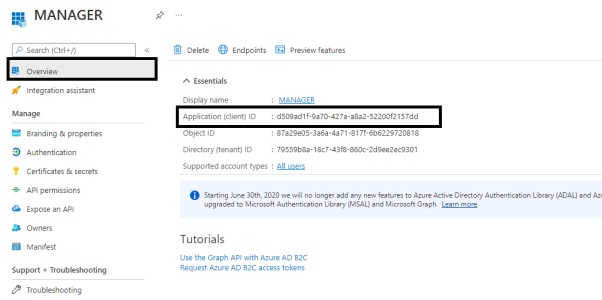 MANAGER
Search (Ctrl+/)
«
Overview
Integration assistant
Manage
Branding & properties
Authentication
Certificates & secrets
API permissions
Expose an API
Owners
Manifest
Support + Troubleshooting
Troubleshooting
Delete Endpoints Preview features
Essentials
Display name : MANAGER
Application (client) ID : d509ad1f-9a70-427a-a8a2-52200f2157dd
Object ID : 87a29e05-3a6a-4a71-817f-6b6229720818
Directory (tenant) ID : 79559b8a-18c7-43f8-860c-2d9ee2ec9301
Supported account types : All users
Starting June 30th, 2020 we will no longer add any new features to Azure Active Directory Authentication Library (ADAL) and Az
upgraded to Microsoft Authentication Library (MSAL) and Microsoft Graph. Learn more
Tutorials
Use the Graph API with Azure AD B2C
Request Azure AD B2C access tokens